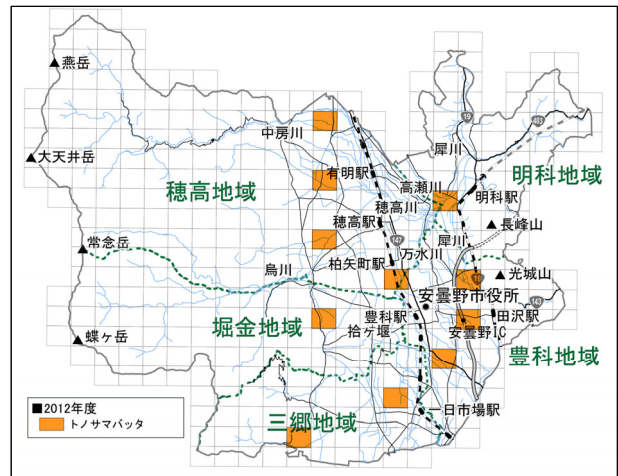 燕岳
19
403
中房川
犀川
大天井岳
有明駅
高瀬川
明科地域
穂高地域
穂高川
明科駅
穂高駅
長峰山
147
犀川
常念岳
柏矢町駅
万水川
烏川
光城山
安曇野市役所
143
豊科駅
田沢駅
堀金地域
拾ケ堰
安曇野IC
蝶ヶ岳
豊科地域
■2012年度
一日市場駅
トノサマバッタ
三郷地域